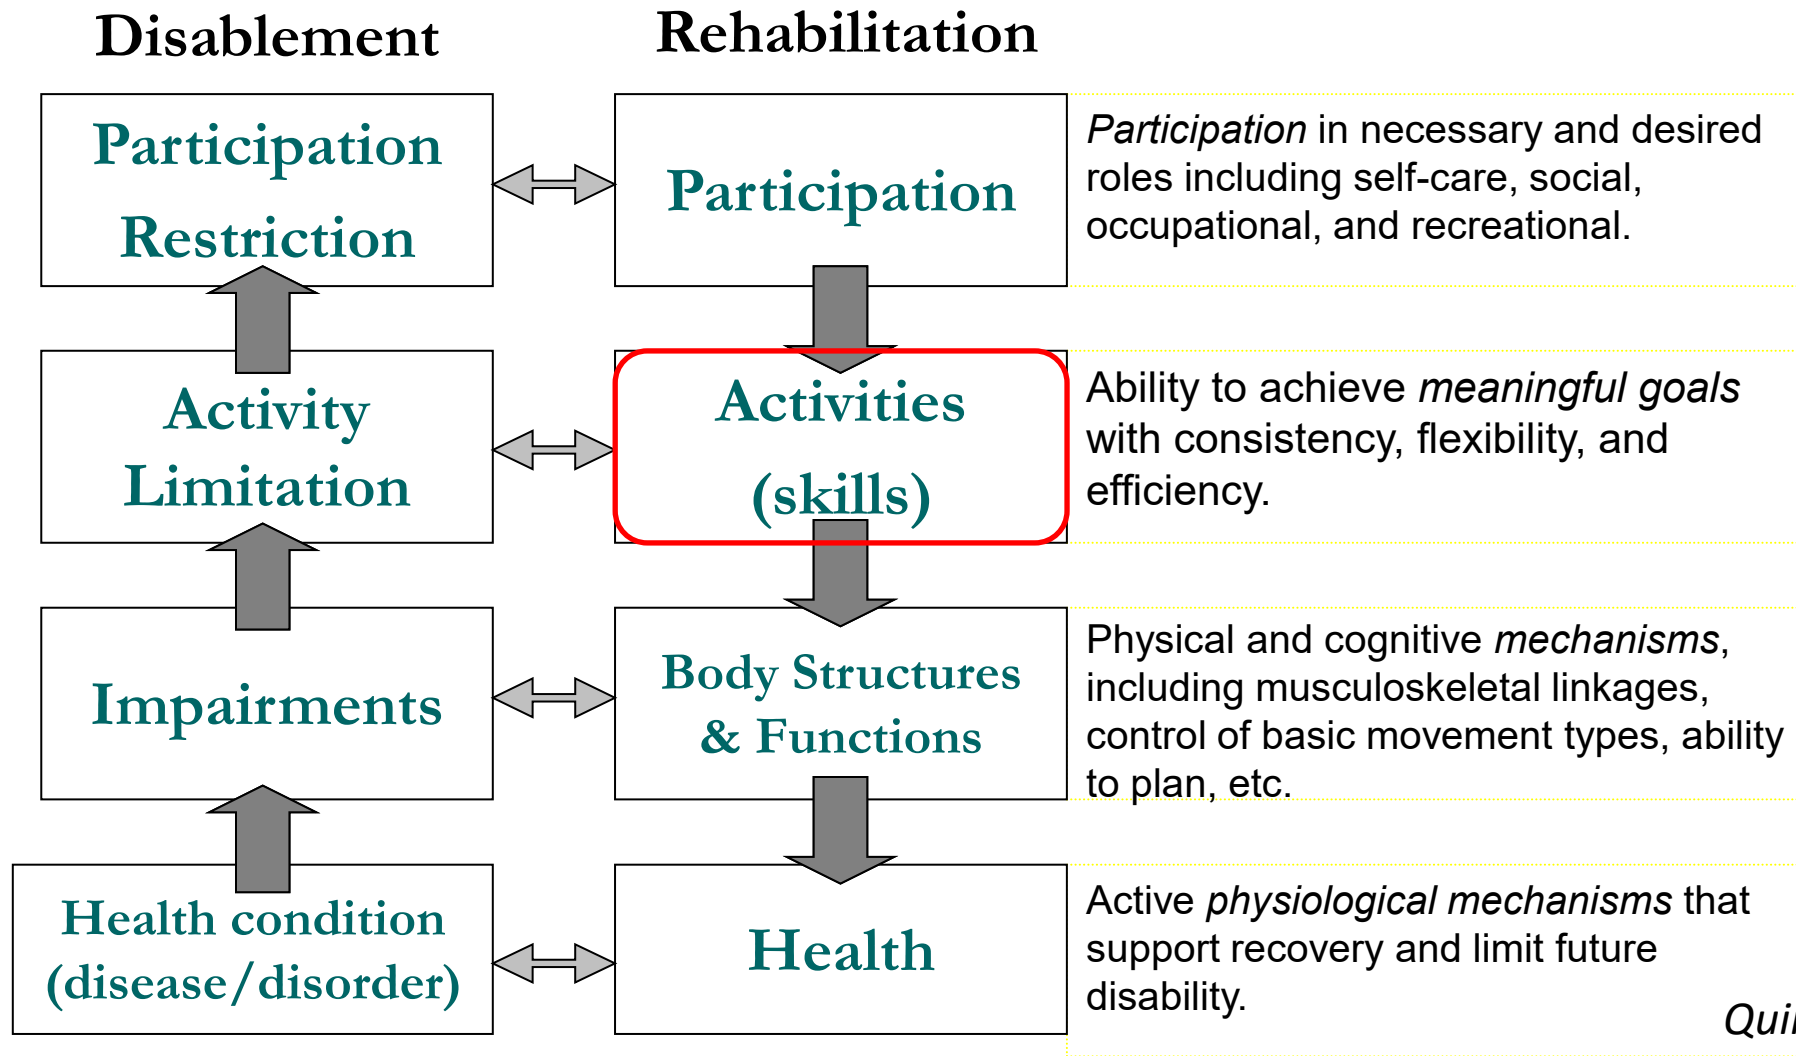 Disablement
Rehabilitation
Participation
Restriction
Participation
Participation in necessary and desired
roles including self-care, social,
occupational, and recreational.
Activity
Limitation
Activities
(skills)
Ability to achieve meaningful goals
with consistency, flexibility, and
efficiency.
Impairments
Body Structures
& Functions
Physical and cognitive mechanisms,
including musculoskeletal linkages,
control of basic movement types, ability
to plan, etc.
Health condition
(disease/disorder)
Health
Active physiological mechanisms that
support recovery and limit future
disability.